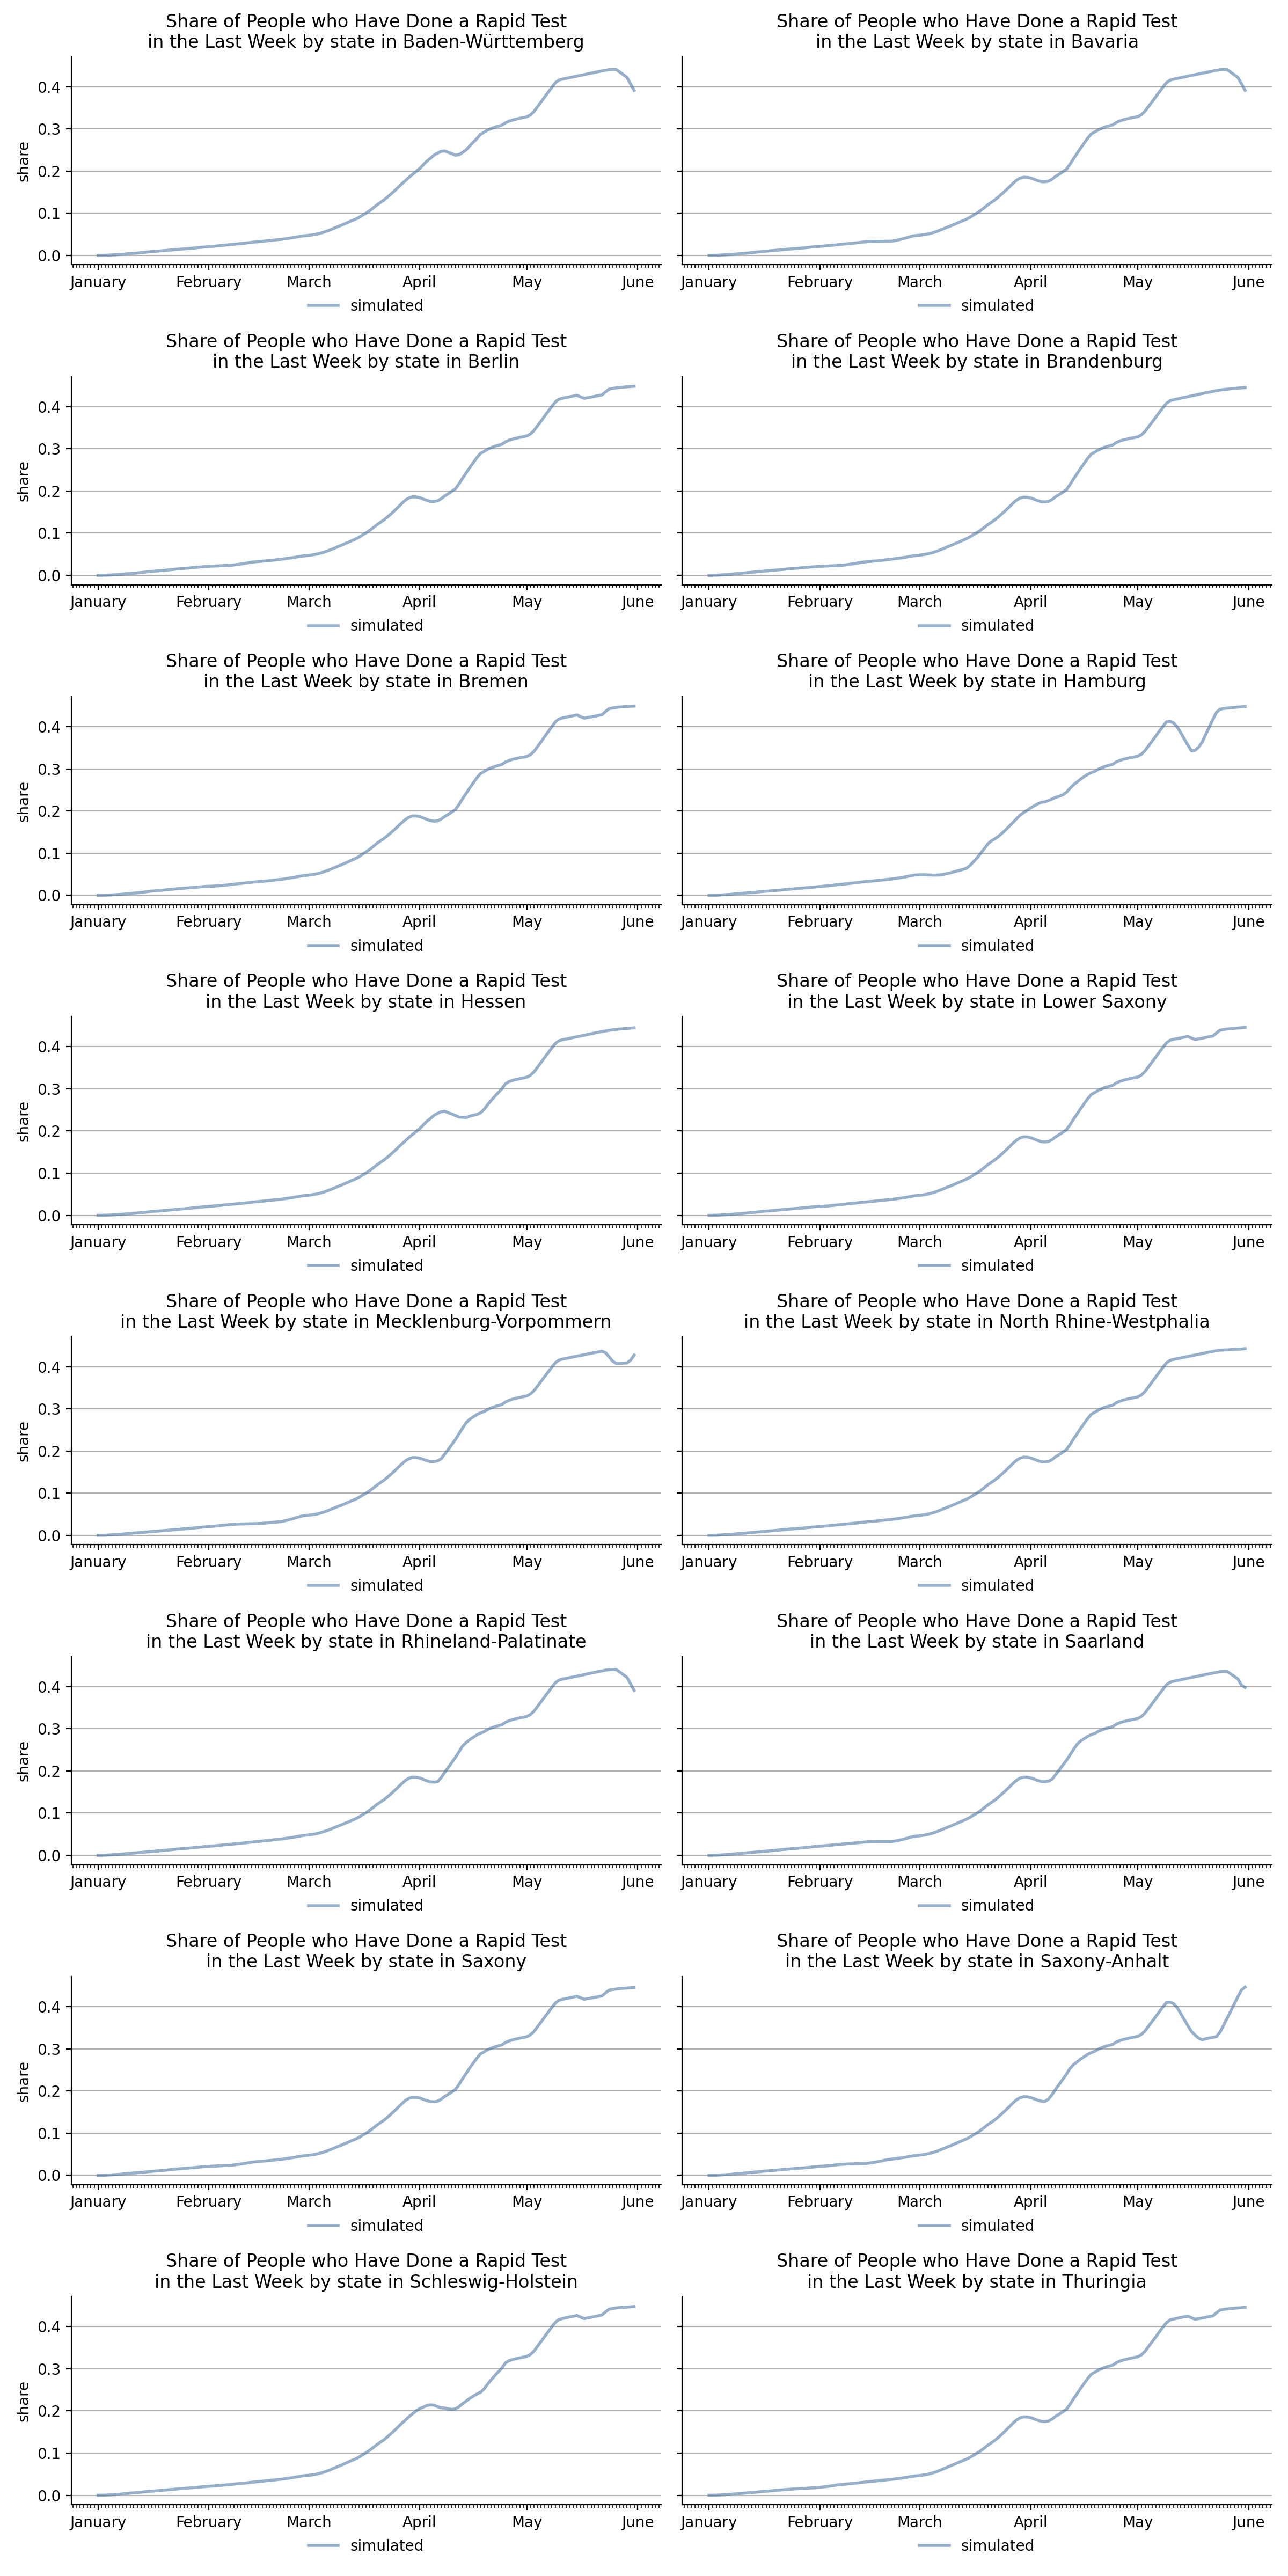 Share of People who Have Done a Rapid Test
in the Last Week by state in Baden-Württemberg
share
0.4
0.3
0.2
0.1
0.0
January February March April May June
simulated
Share of People who Have Done a Rapid Test
in the Last Week by state in Bavaria
January February March April May June
simulated
Share of People who Have Done a Rapid Test
in the Last Week by state in Berlin
share
0.4
0.3
0.2
0.1
0.0
January February March April May June
simulated
Share of People who Have Done a Rapid Test
in the Last Week by state in Brandenburg
January February March April May June
simulated
Share of People who Have Done a Rapid Test
in the Last Week by state in Bremen
share
0.4
0.3
0.2
0.1
0.0
January February March April May June
simulated
Share of People who Have Done a Rapid Test
in the Last Week by state in Hamburg
January February March April May June
simulated
Share of People who Have Done a Rapid Test
in the Last Week by state in Hessen
share
0.4
0.3
0.2
0.1
0.0
January February March April May June
simulated
Share of People who Have Done a Rapid Test
in the Last Week by state in Lower Saxony
January February March April May June
simulated
Share of People who Have Done a Rapid Test
in the Last Week by state in Mecklenburg-Vorpommern
share
0.4
0.3
0.2
0.1
0.0
January February March April May June
simulated
Share of People who Have Done a Rapid Test
in the Last Week by state in North Rhine-Westphalia
January February March April May June
simulated
Share of People who Have Done a Rapid Test
in the Last Week by state in Rhineland-Palatinate
share
0.4
0.3
0.2
0.1
0.0
January February March April May June
simulated
Share of People who Have Done a Rapid Test
in the Last Week by state in Saarland
January February March April May June
simulated
Share of People who Have Done a Rapid Test
in the Last Week by state in Saxony
share
0.4
0.3
0.2
0.1
0.0
January February March April May June
simulated
Share of People who Have Done a Rapid Test
in the Last Week by state in Saxony-Anhalt
January February March April May June
simulated
Share of People who Have Done a Rapid Test
in the Last Week by state in Schleswig-Holstein
share
0.4
0.3
0.2
0.1
0.0
January February March April May June
simulated
Share of People who Have Done a Rapid Test
in the Last Week by state in Thuringia
January February March April May June
simulated